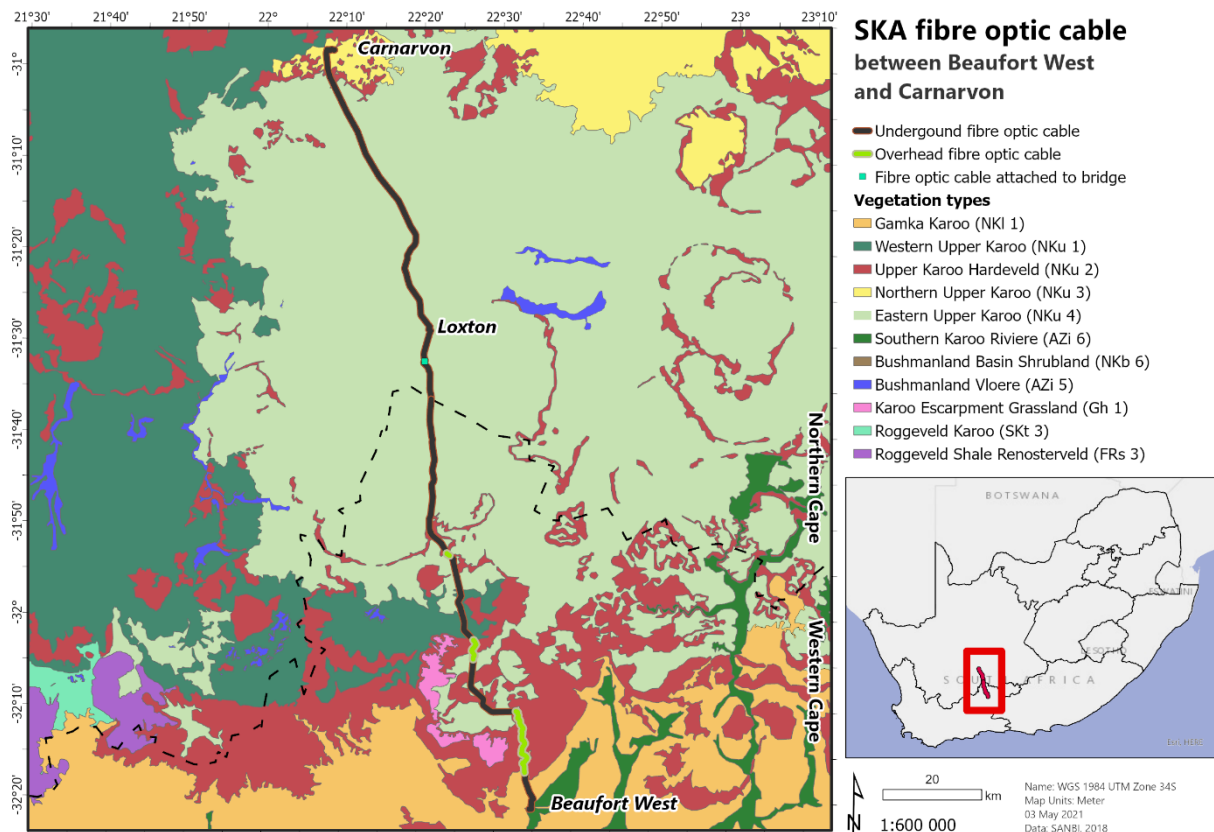 21°30' 21°40' 21°50' 22° 22°10' 22°20' 22°30' 22°40' 22°50' 23° 23°10'
-31° -31°10' -31°20' -31°30' -31°40' -31°50' -32° -32°10' -32°20'
Carnarvon
Loxton
Beaufort West
Northern Cape
Western Cape
SKA fibre optic cable
between Beaufort West
and Carnarvon
Undergound fibre optic cable
Overhead fibre optic cable
Fibre optic cable attached to bridge
Vegetation types
Gamka Karoo (NKl 1)
Western Upper Karoo (NKu 1)
Upper Karoo Hardeveld (NKu 2)
Northern Upper Karoo (NKu 3)
Eastern Upper Karoo (NKu 4)
Southern Karoo Riviere (AZi 6)
Bushmanland Basin Shrubland (NKb 6)
Bushmanland Vloere (AZi 5)
Karoo Escarpment Grassland (Gh 1)
Roggeveld Karoo (SKt 3)
Roggeveld Shale Renosterveld (FRs 3)
BOTSWANA
ESWATINI
LESOTHO
SOUTH AFRICA
Esri, HERE
N
20
km
1:600 000
Name: WGS 1984 UTM Zone 34S
Map Units: Meter
03 May 2021
Data: SANBI, 2018